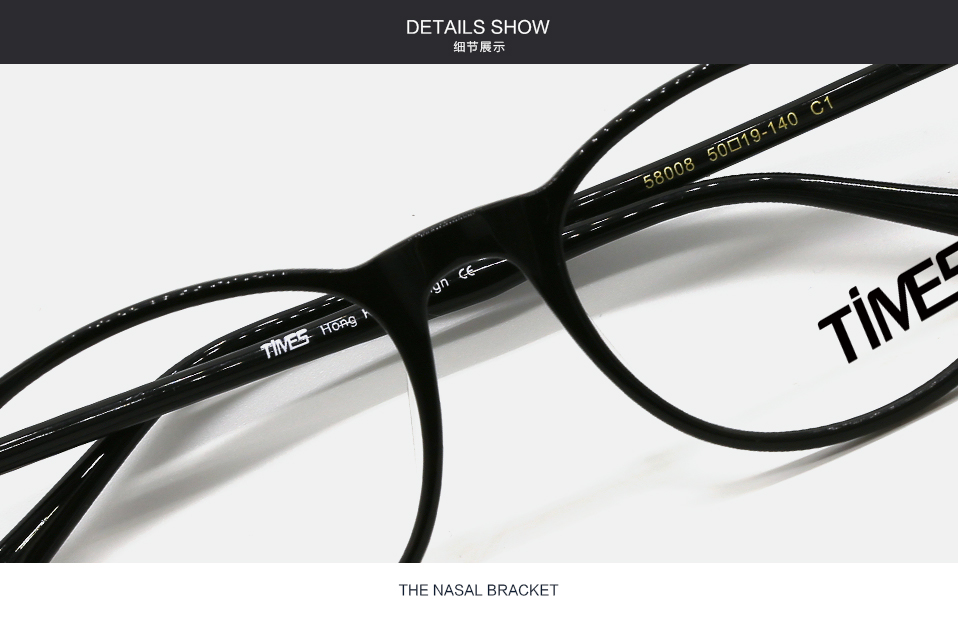 DETAILS SHOW
细节展示
58008 50□19-140 C1
TIMES
TIMES Hong
CE
THE NASAL BRACKET